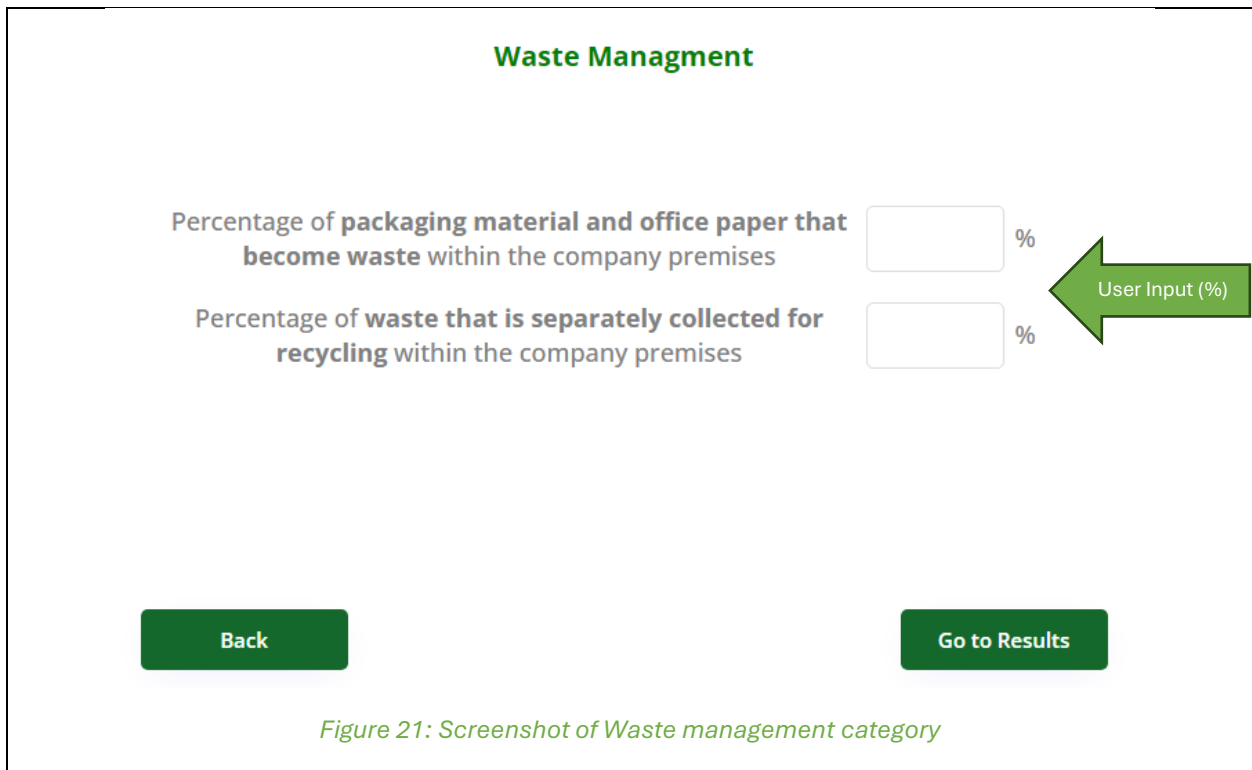 Waste Managment
Percentage of packaging material and office paper that
become waste within the company premises
%
User Input (%)
Percentage of waste that is separately collected for
recycling within the company premises
%
Back
Go to Results
Figure 21: Screenshot of Waste management category